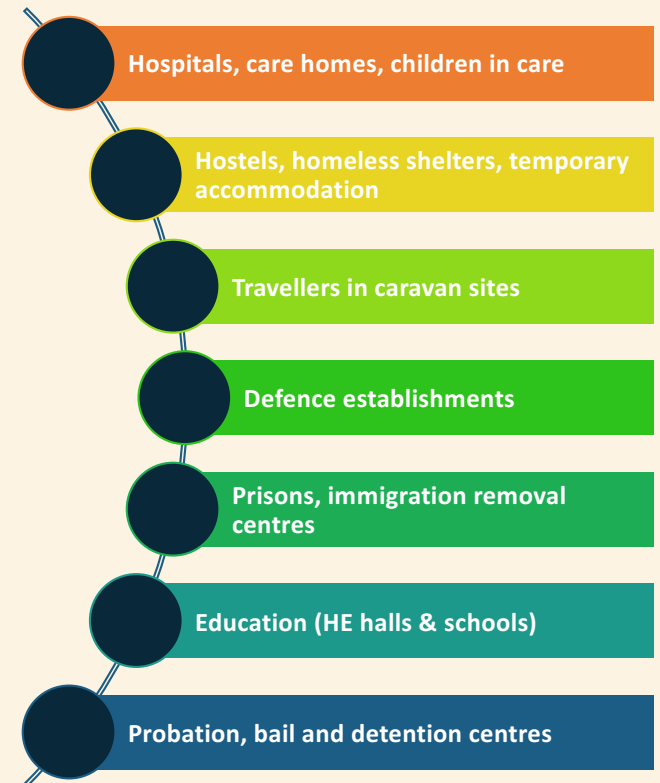 Hospitals, care homes, children in care
Hostels, homeless shelters, temporary
accommodation
Travellers in caravan sites
Defence establishments
Prisons, immigration removal
centres
Education (HE halls & schools)
Probation, bail and detention centres